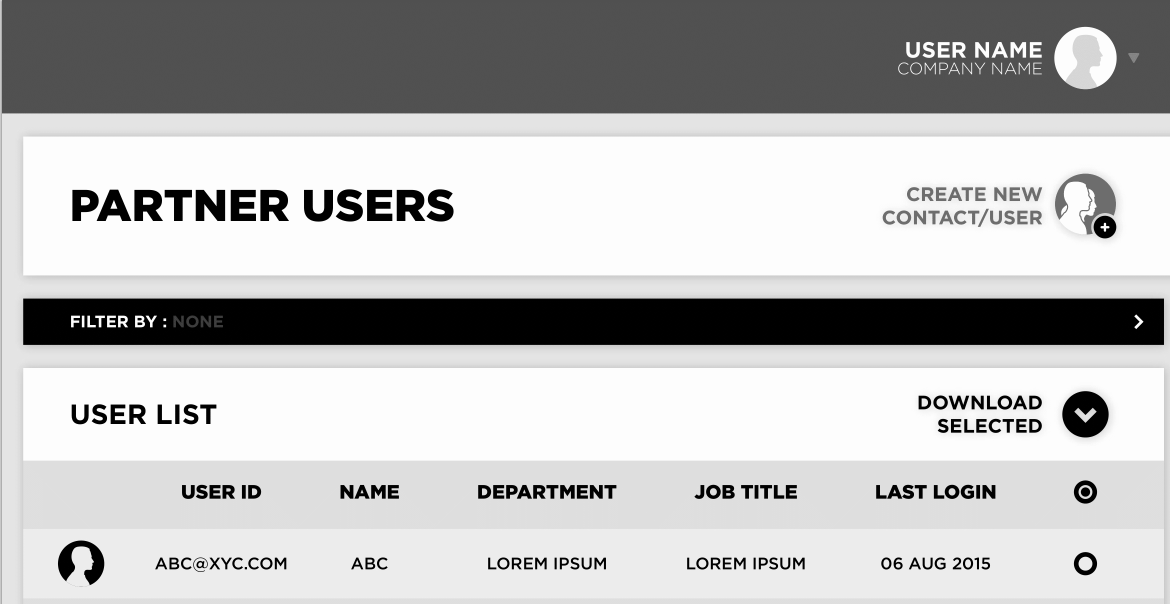 USER NAME
COMPANY NAME
PARTNER USERS
CREATE NEW
CONTACT/USER
FILTER BY : NONE
USER LIST
DOWNLOAD
SELECTED
USER ID NAME DEPARTMENT JOB TITLE LAST LOGIN
ABC@XYC.COM ABC LOREM IPSUM LOREM IPSUM 06 AUG 2015